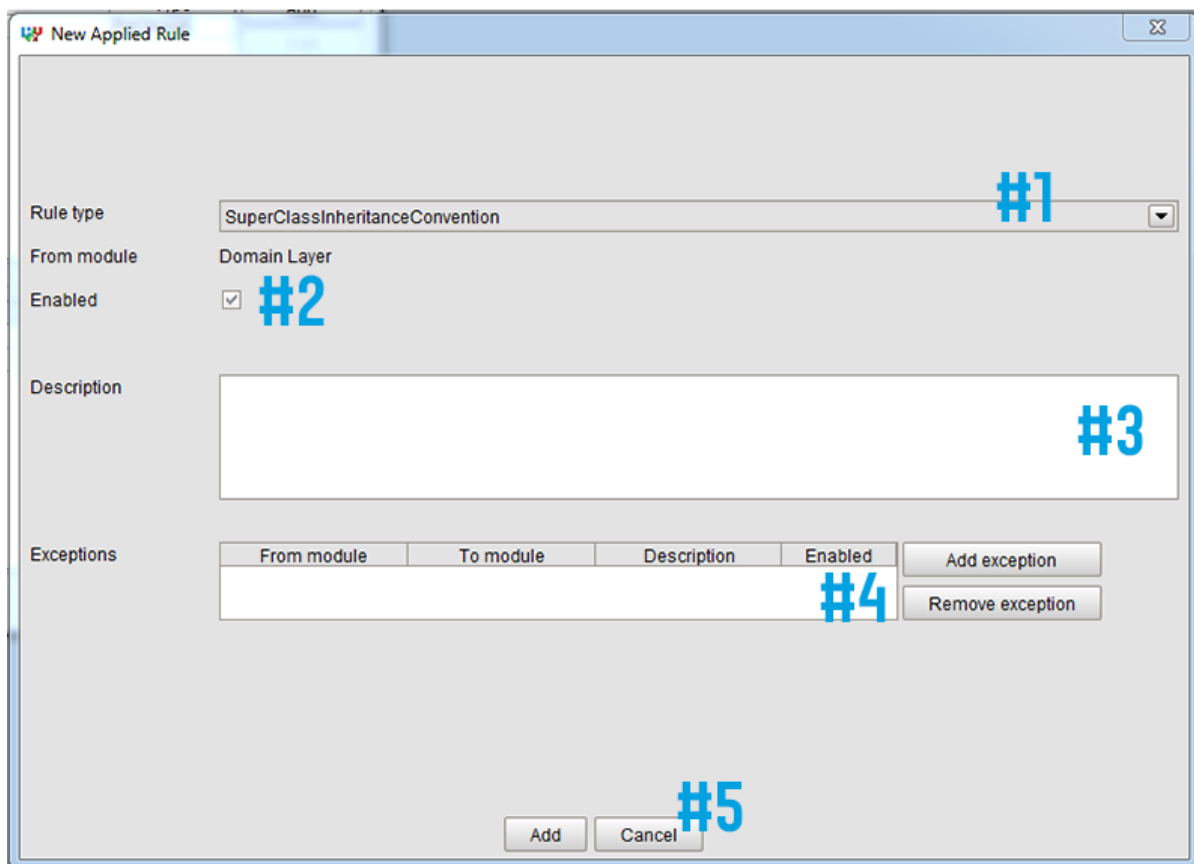 New Applied Rule
#1
Rule type SuperClassInheritanceConvention
From module Domain Layer
Enabled #2
Description
#3
Exceptions From module To module Description Enabled Add exception
#4 Remove exception
#5
Add Cancel